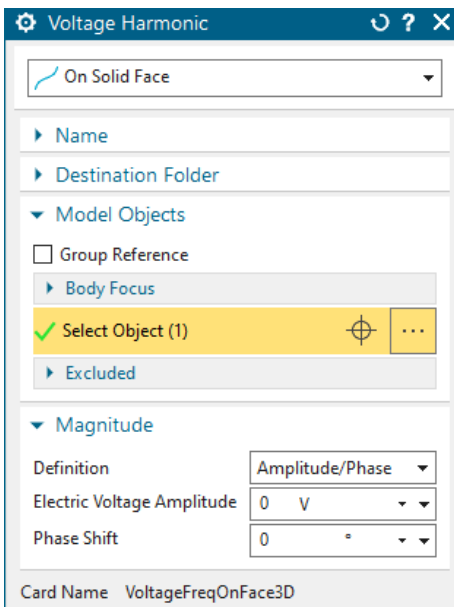 Voltage Harmonic ? X
On Solid Face
Name
Destination Folder
Model Objects
Group Reference
Body Focus
Select Object (1) ...
Excluded
Magnitude
Definition Amplitude/Phase
Electric Voltage Amplitude 0 V
Phase Shift 0 °
Card Name VoltageFreqOnFace3D